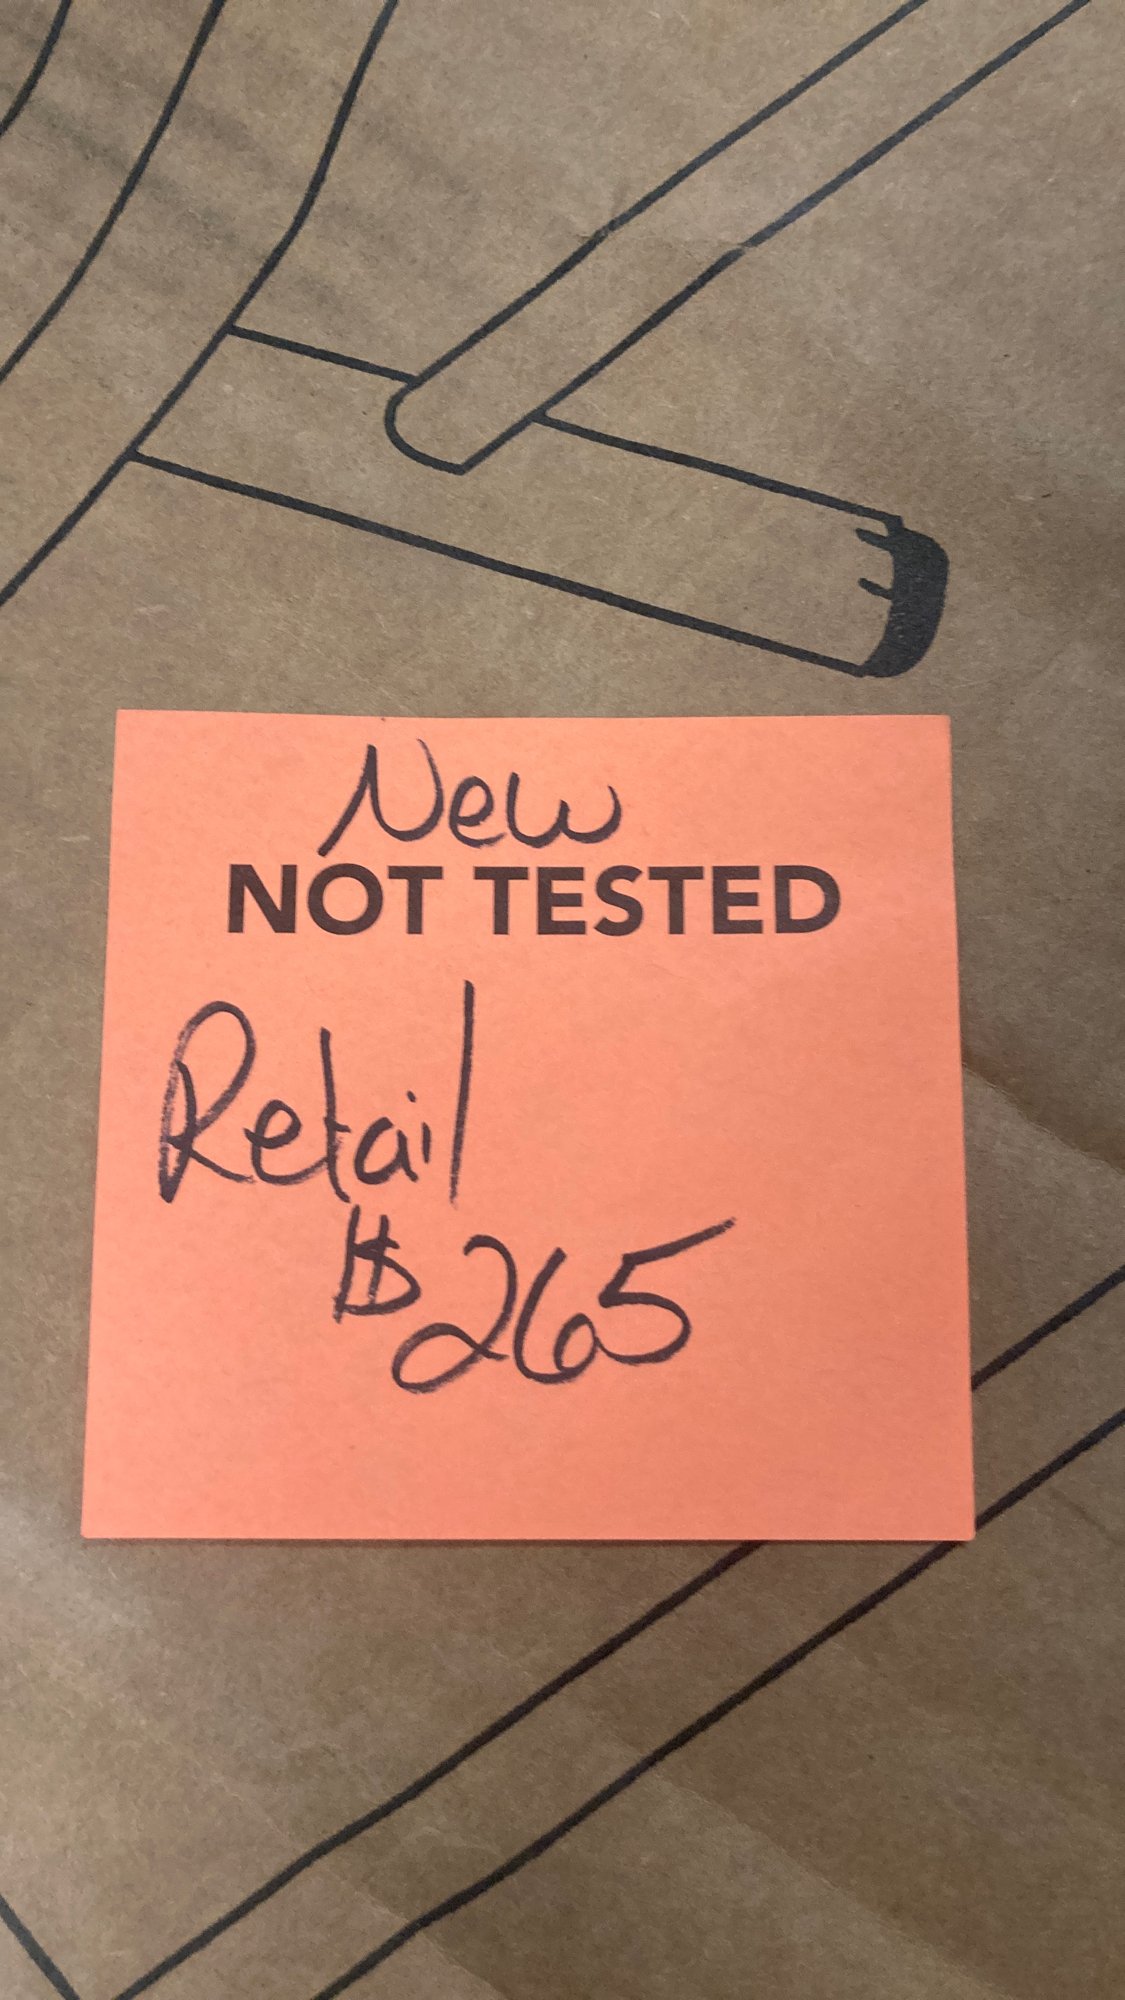 New
NOT TESTED
Retail
$265